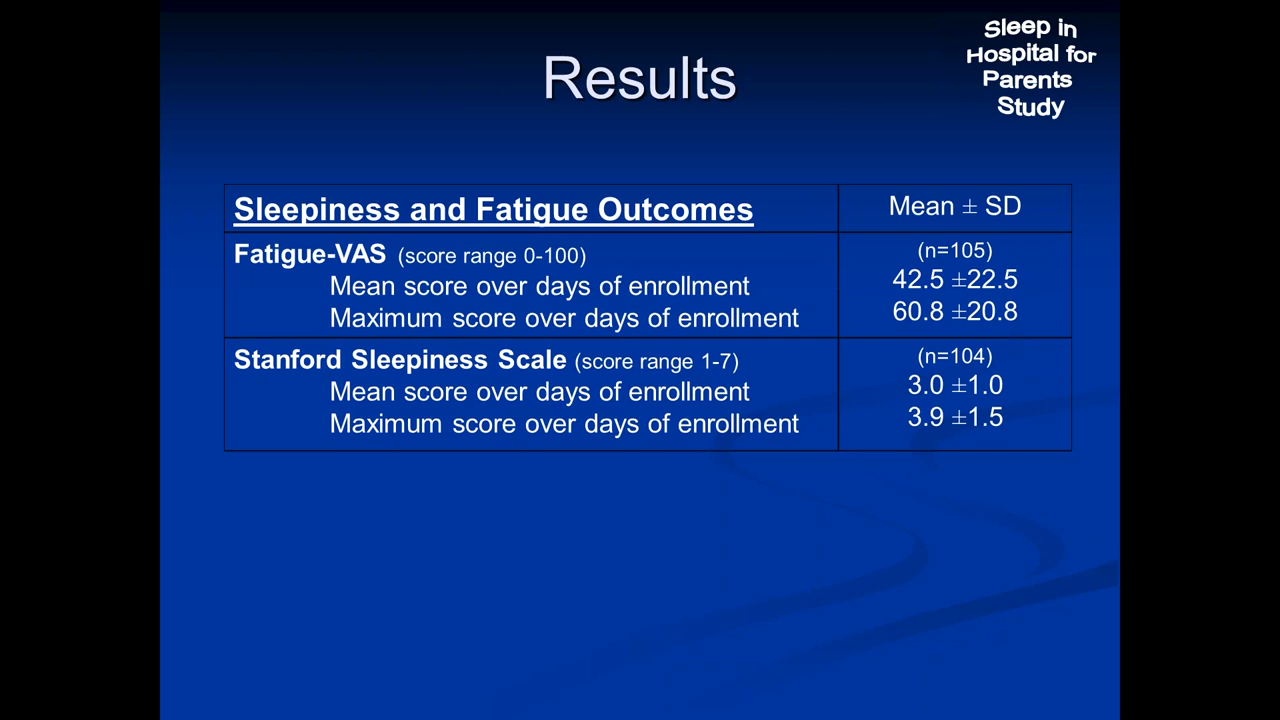 Results
Sleep in
Hospital for
Parents
Study
Sleepiness and Fatigue Outcomes
Mean ± SD
Fatigue-VAS (score range 0-100)
(n=105)
Mean score over days of enrollment
42.5 ±22.5
Maximum score over days of enrollment
60.8 ±20.8
Stanford Sleepiness Scale (score range 1-7)
(n=104)
Mean score over days of enrollment
3.0 ±1.0
Maximum score over days of enrollment
3.9 ±1.5